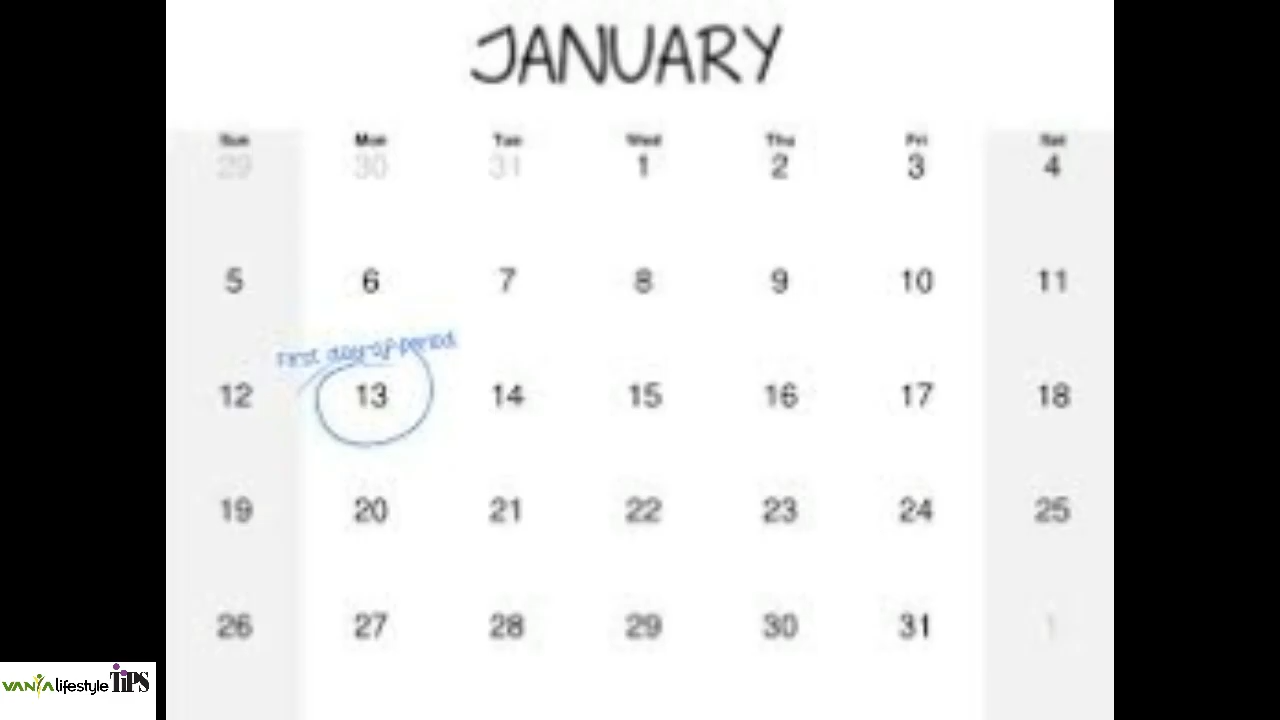 JANUARY
Sun Mon Tue Wed Thu Fri Sat
29 30 31 1 2 3 4
5 6 7 8 9 10 11
First day of period
12 13 14 15 16 17 18
19 20 21 22 23 24 25
26 27 28 29 30 31 1
VANIA lifestyle TiPS